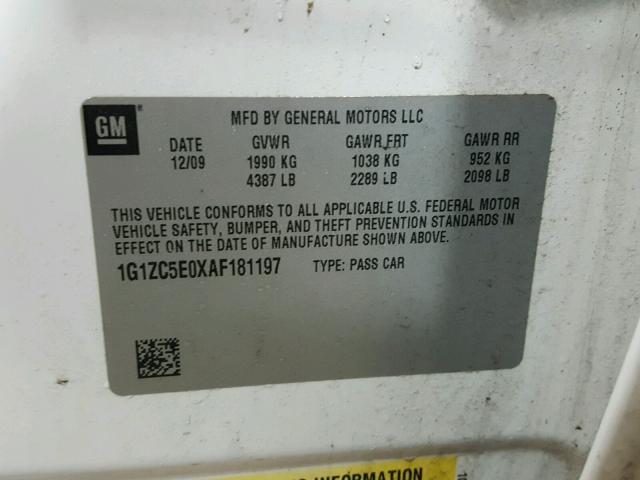 GM
MFD BY GENERAL MOTORS LLC
DATE GVWR GAWR FRT GAWR RR
12/09 1990 KG 1038 KG 952 KG
4387 LB 2289 LB 2098 LB
THIS VEHICLE CONFORMS TO ALL APPLICABLE U.S. FEDERAL MOTOR
VEHICLE SAFETY, BUMPER, AND THEFT PREVENTION STANDARDS IN
EFFECT ON THE DATE OF MANUFACTURE SHOWN ABOVE.
1G1ZC5E0XAF181197 TYPE: PASS CAR
INFORMATION